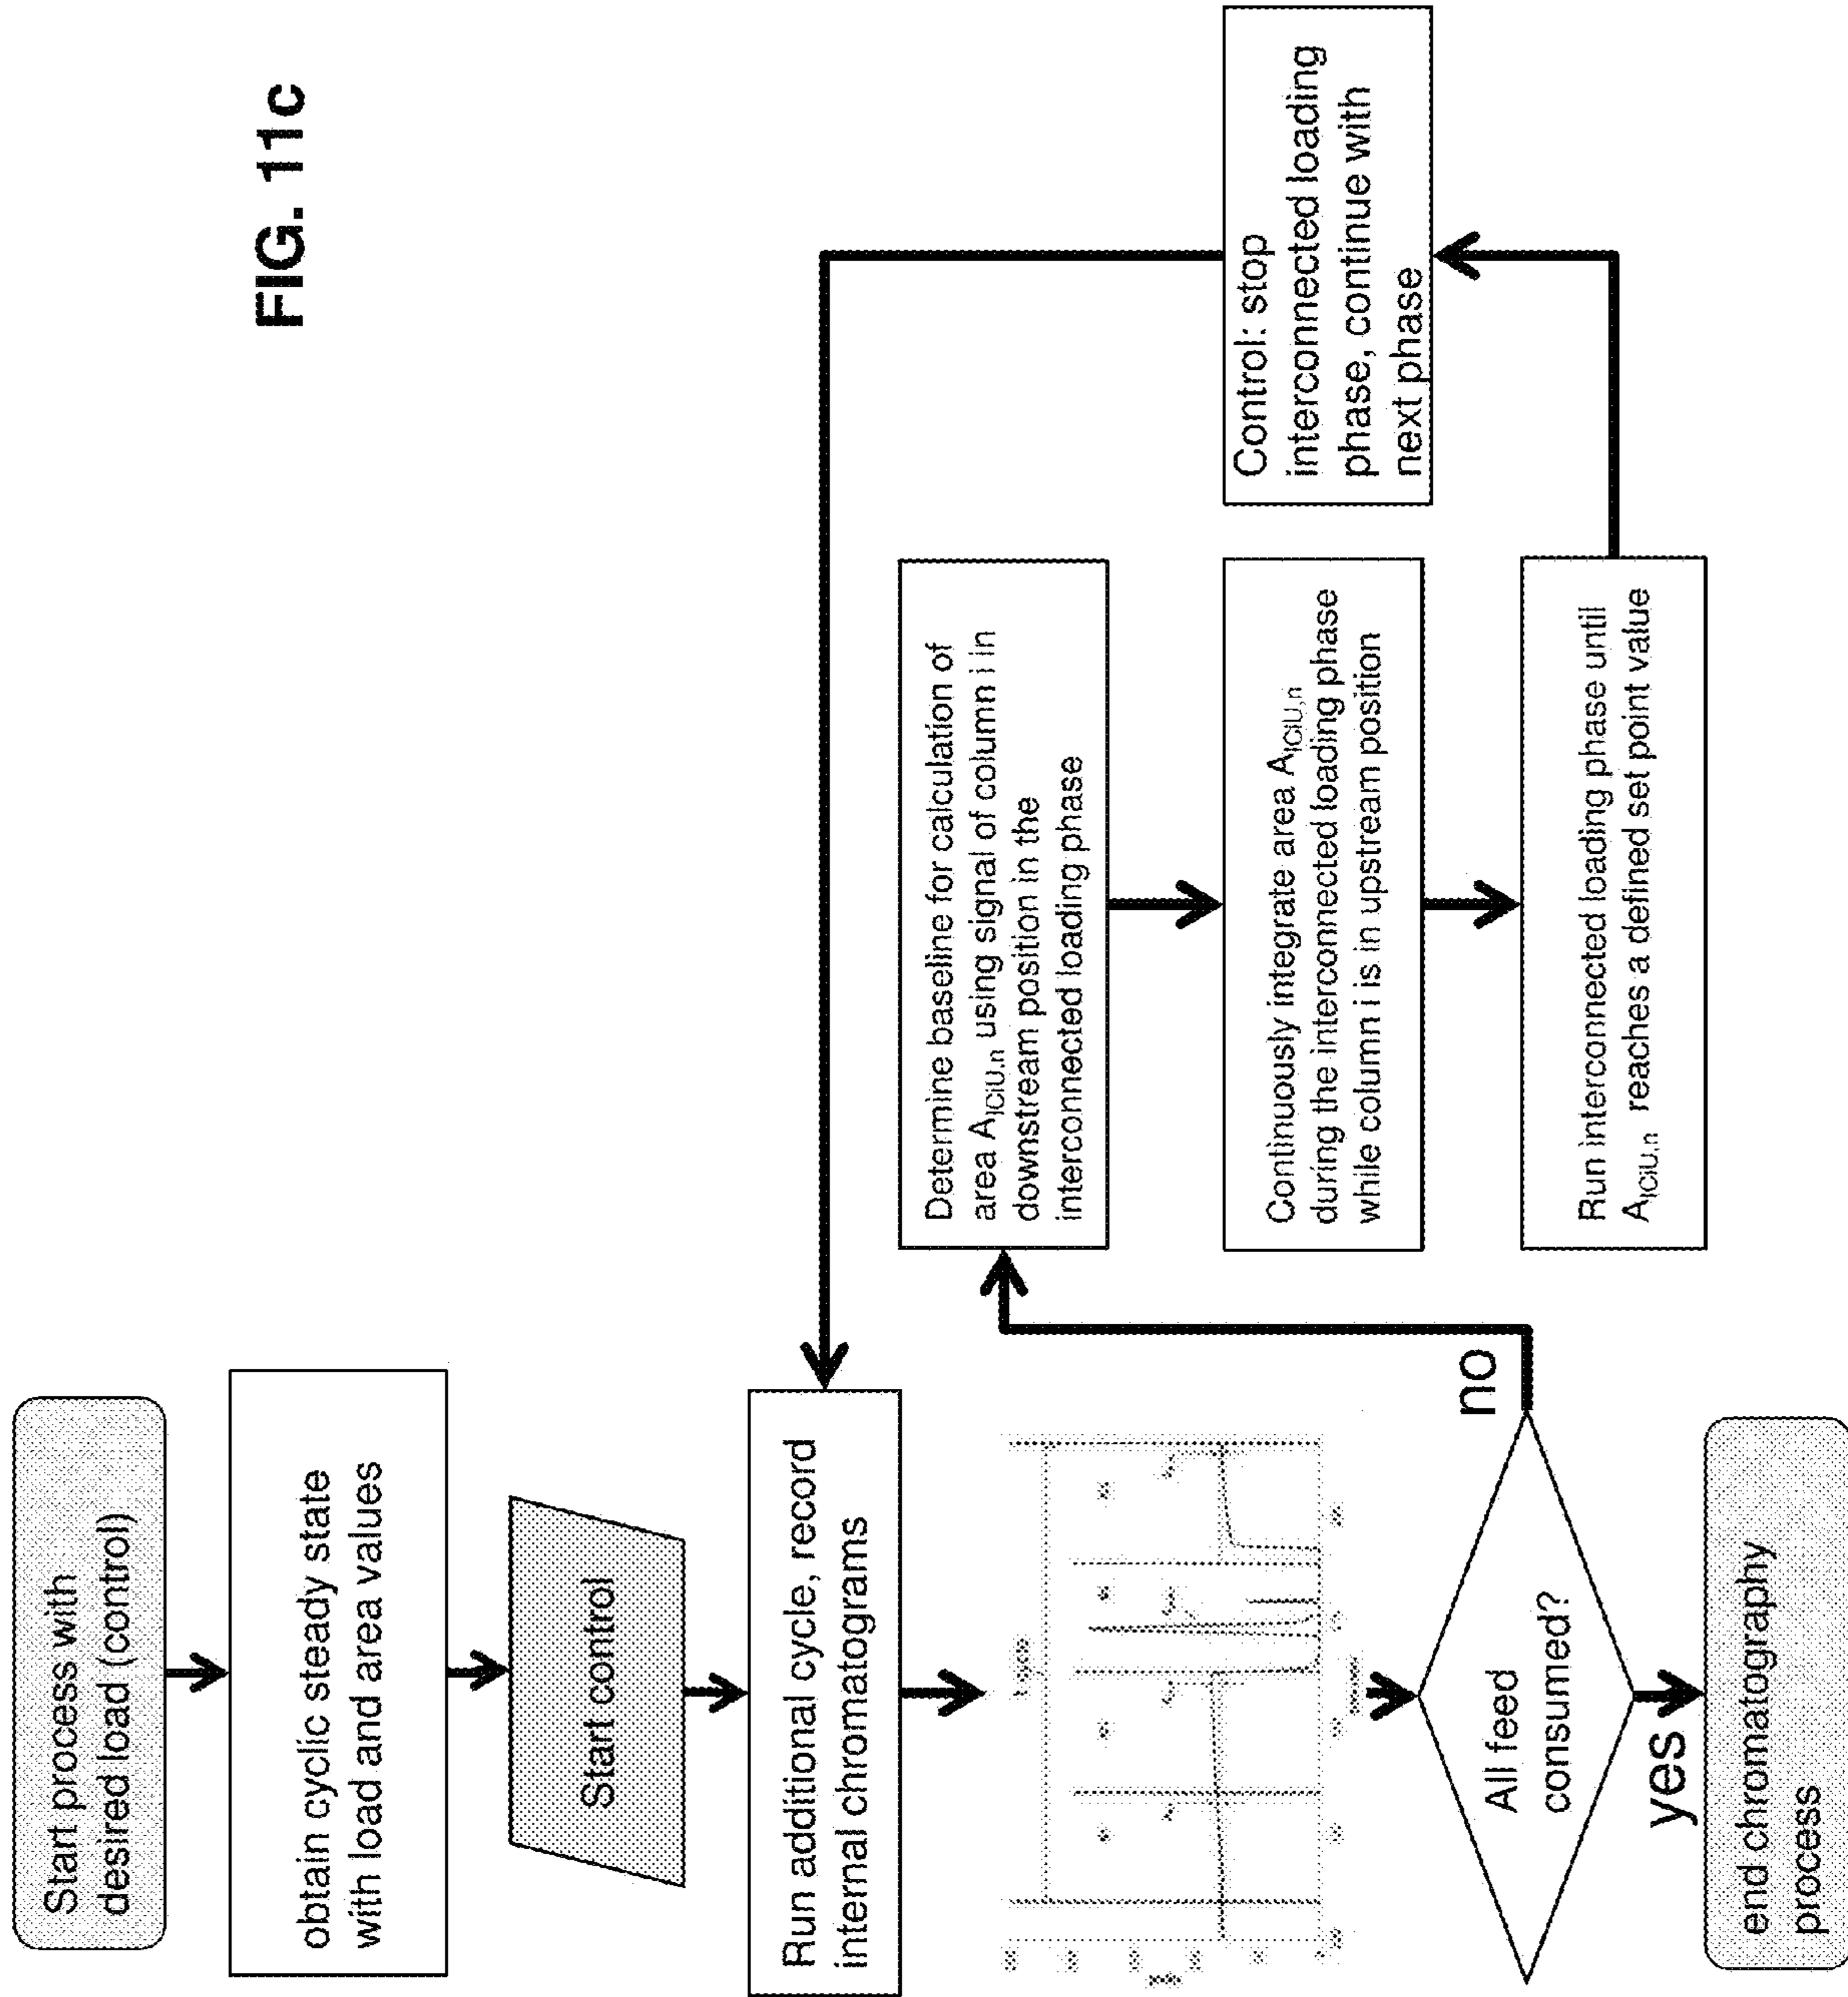 FIG. 11c
Start process with
desired load (control)
obtain cyclic steady state
with load and area values
Start control
Run additional cycle, record
internal chromatograms
All feed
consumed?
no
yes
end chromatography
process
Determine baseline for calculation of
area A_ICiU,n using signal of column i in
downstream position in the
interconnected loading phase
Continuously integrate area A_ICiU,n
during the interconnected loading phase
while column i is in upstream position
Run interconnected loading phase until
A_ICiU,n reaches a defined set point value
Control: stop
interconnected loading
phase, continue with
next phase